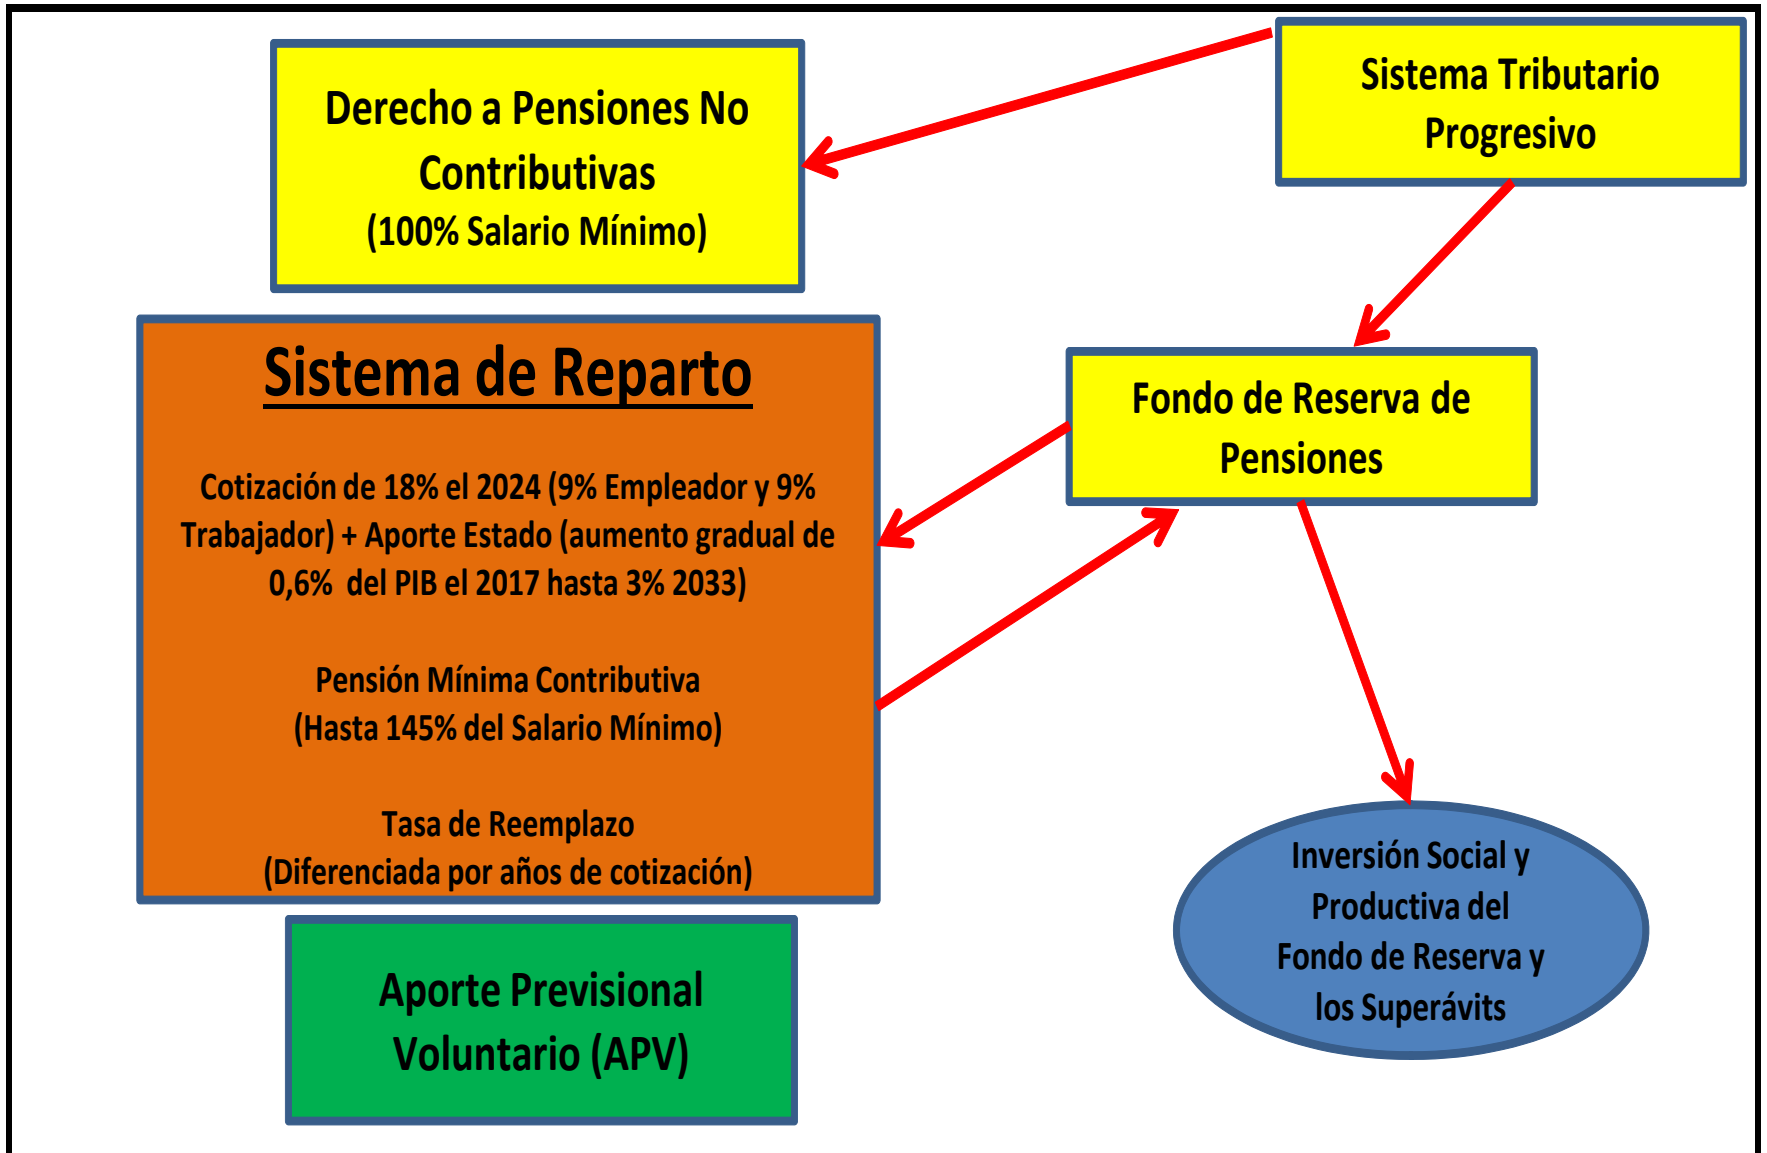 Derecho a Pensiones No
Contributivas
(100% Salario Mínimo)
Sistema Tributario
Progresivo
Sistema de Reparto
Cotización de 18% el 2024 (9% Empleador y 9%
Trabajador) + Aporte Estado (aumento gradual de
0,6% del PIB el 2017 hasta 3% 2033)
Pensión Mínima Contributiva
(Hasta 145% del Salario Mínimo)
Tasa de Reemplazo
(Diferenciada por años de cotización)
Fondo de Reserva de
Pensiones
Aporte Previsional
Voluntario (APV)
Inversión Social y
Productiva del
Fondo de Reserva y
los Superávits